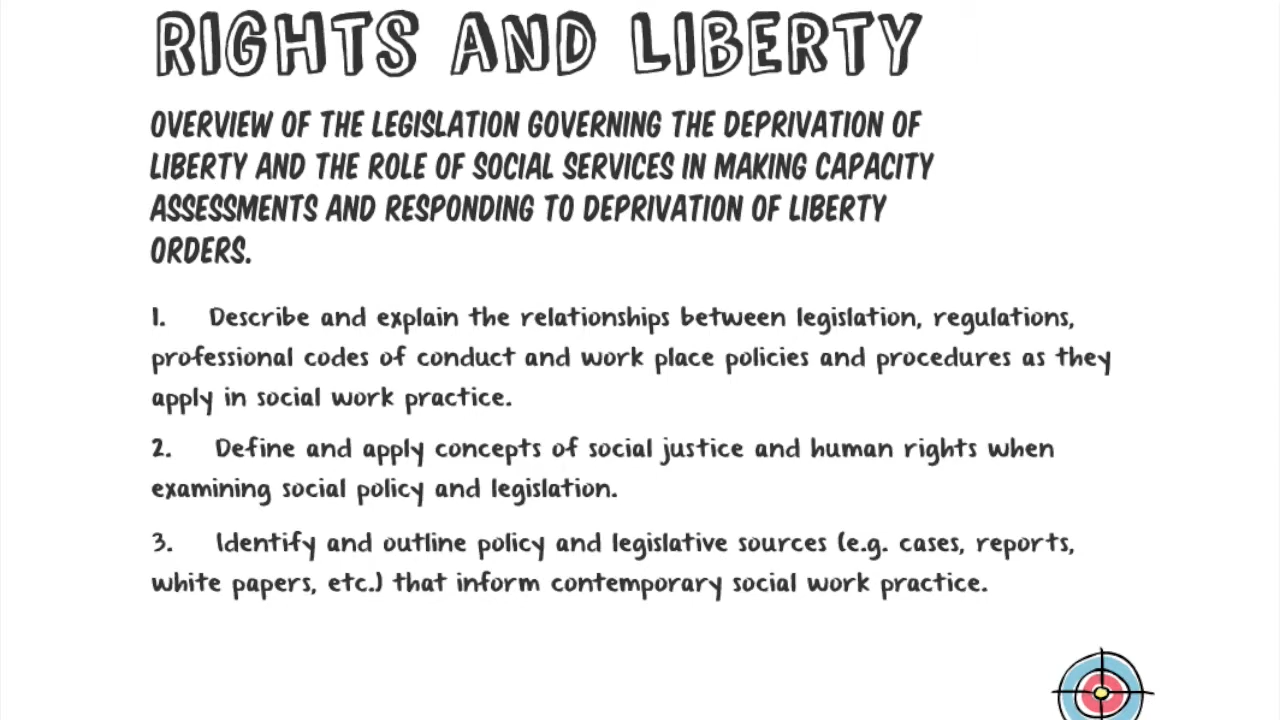 RIGHTS AND LIBERTY
OVERVIEW OF THE LEGISLATION GOVERNING THE DEPRIVATION OF
LIBERTY AND THE ROLE OF SOCIAL SERVICES IN MAKING CAPACITY
ASSESSMENTS AND RESPONDING TO DEPRIVATION OF LIBERTY
ORDERS.
1. Describe and explain the relationships between legislation, regulations,
professional codes of conduct and work place policies and procedures as they
apply in social work practice.
2. Define and apply concepts of social justice and human rights when
examining social policy and legislation.
3. Identify and outline policy and legislative sources (e.g. cases, reports,
white papers, etc.) that inform contemporary social work practice.